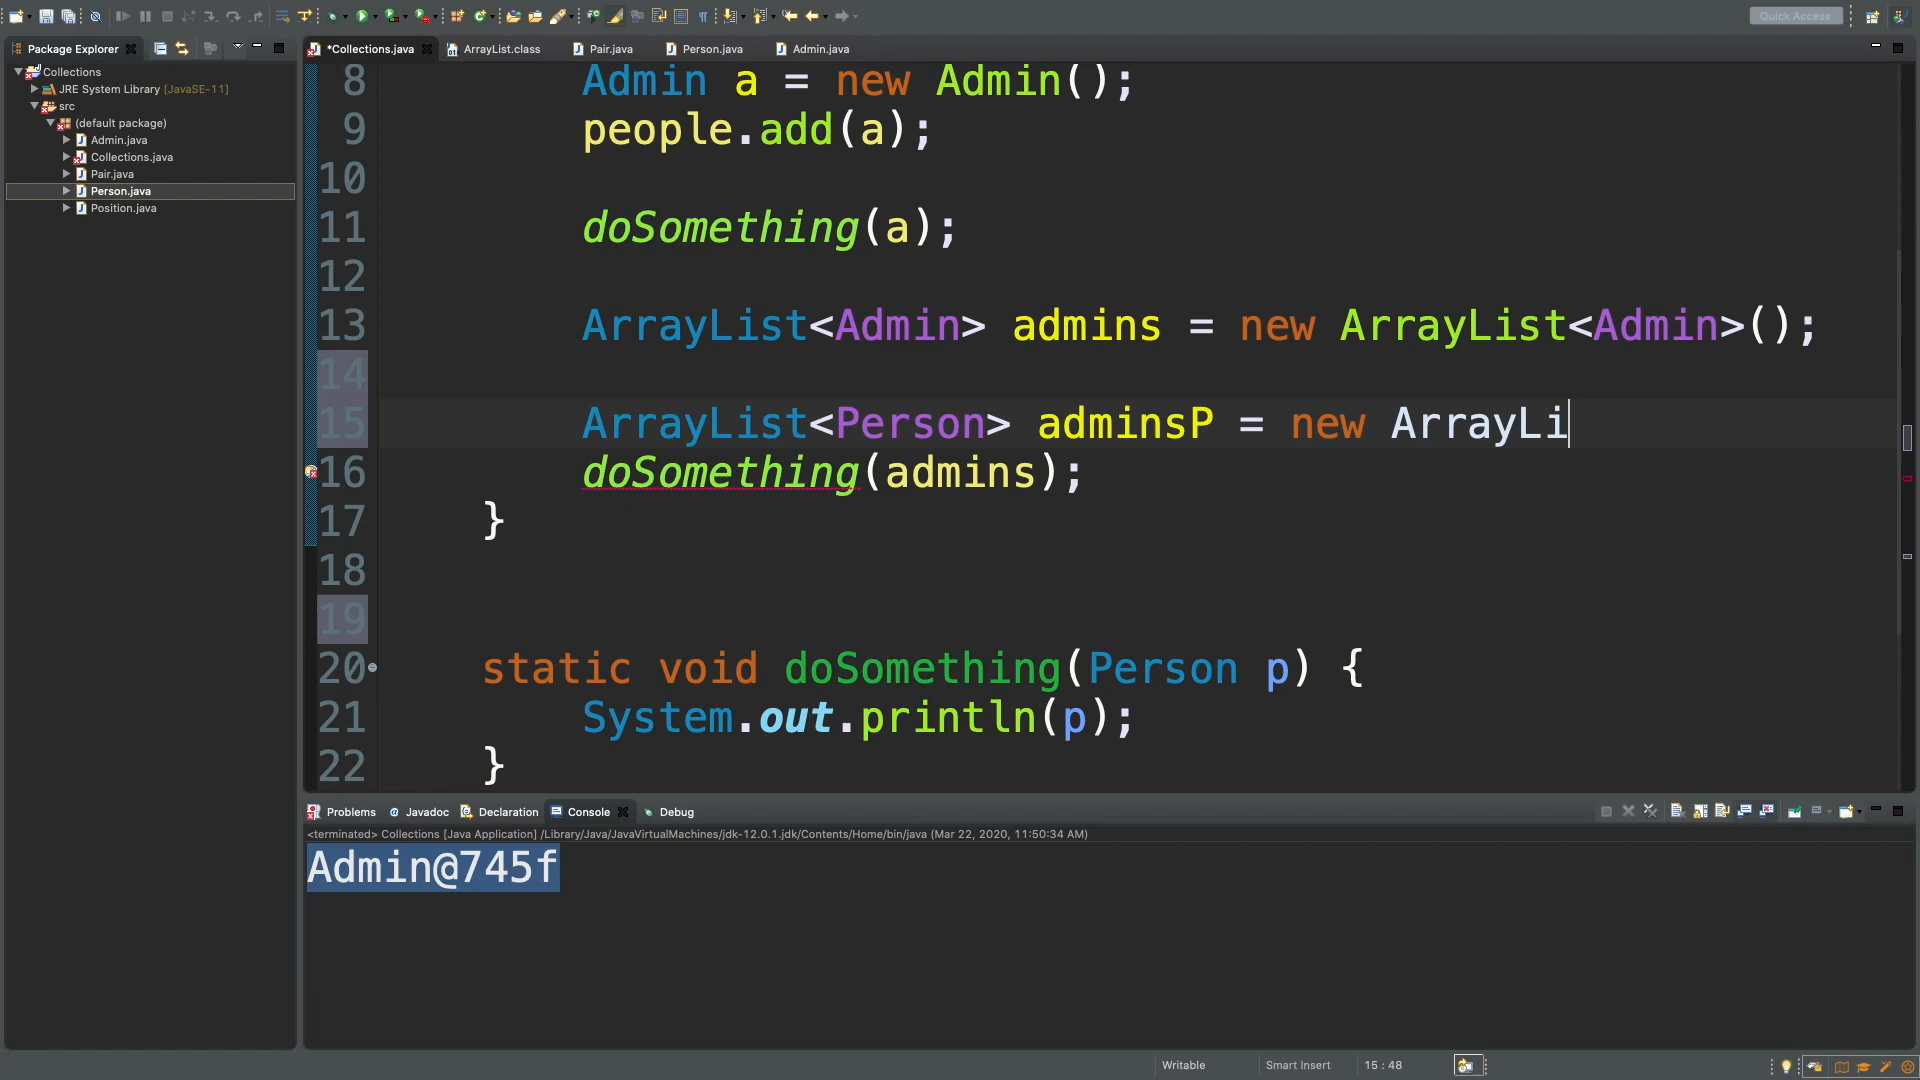 Quick Access
Package Explorer
*Collections.java
ArrayList.class
Pair.java
Person.java
Admin.java
Collections
JRE System Library [JavaSE-11]
src
(default package)
Admin.java
Collections.java
Pair.java
Person.java
Position.java
8 Admin a = new Admin();
9 people.add(a);
10
11 doSomething(a);
12
13 ArrayList<Admin> admins = new ArrayList<Admin>();
14
15 ArrayList<Person> adminsP = new ArrayLi
16 doSomething(admins);
17 }
18
19
20 static void doSomething(Person p) {
21 System.out.println(p);
22 }
Problems @ Javadoc Declaration Console Debug
<terminated> Collections [Java Application] /Library/Java/JavaVirtualMachines/jdk-12.0.1.jdk/Contents/Home/bin/java (Mar 22, 2020, 11:50:34 AM)
Admin@745f
Writable Smart Insert 15 : 48